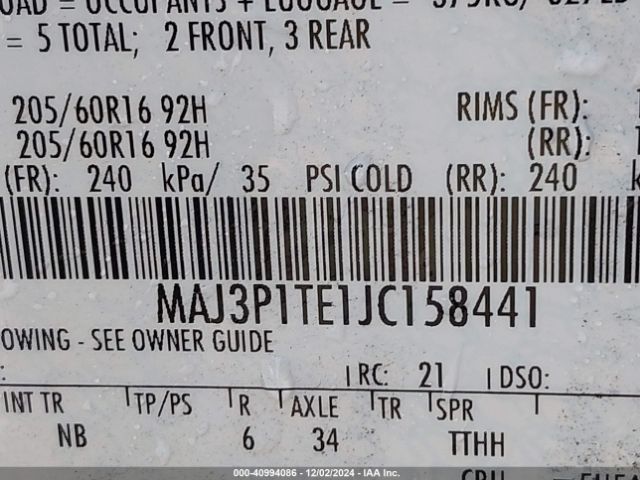 = OCCUPANTS + LUGGAGE =
= 5 TOTAL; 2 FRONT, 3 REAR
205/60R16 92H RIMS (FR):
205/60R16 92H (RR):
(FR): 240 kPa/ 35 PSI COLD (RR): 240
MAJ3P1TE1JC158441
OWING - SEE OWNER GUIDE
RC: 21 DSO:
INT TR TP/PS R AXLE TR SPR
NB 6 34 TTHH
000-40994086 - 12/02/2024 - IAA Inc.